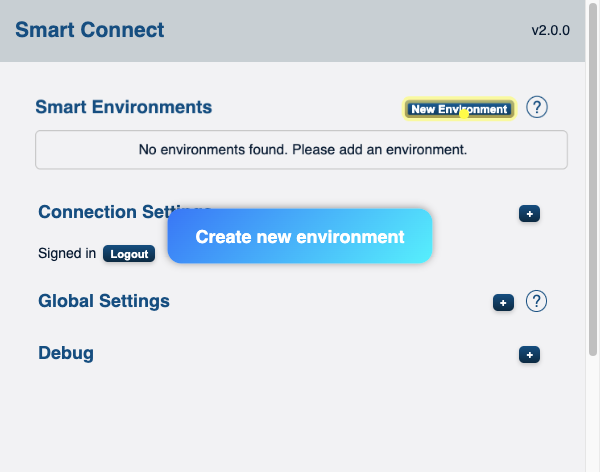 Smart Connect
v2.0.0
Smart Environments
New Environment
?
No environments found. Please add an environment.
Connection Settings
+
Create new environment
Signed in
Logout
Global Settings
+
?
Debug
+